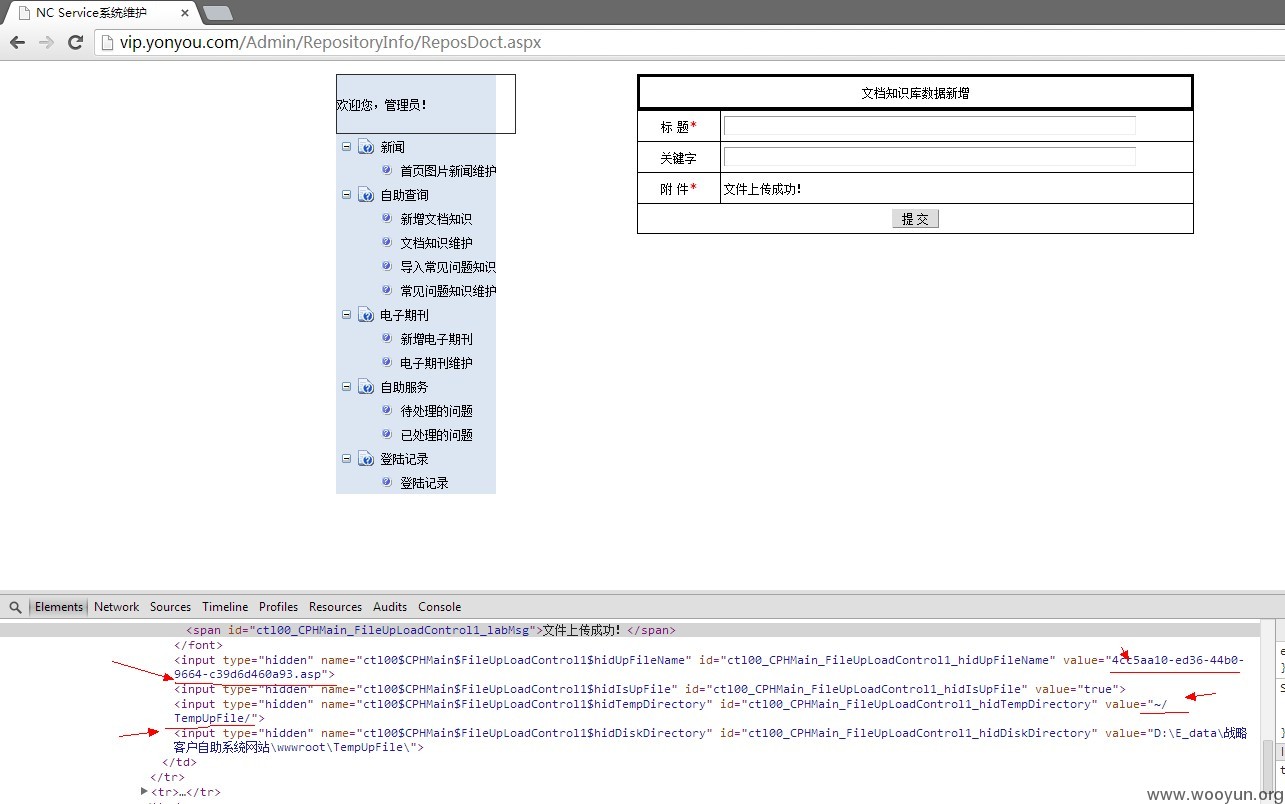 NC Service系统维护
vip.yonyou.com/Admin/RepositoryInfo/ReposDoct.aspx
欢迎您，管理员！
新闻
首页图片新闻维护
自助查询
新增文档知识
文档知识维护
导入常见问题知识
常见问题知识维护
电子期刊
新增电子期刊
电子期刊维护
自助服务
待处理的问题
已处理的问题
登陆记录
登陆记录
文档知识库数据新增
标 题*
关键字
附 件* 文件上传成功！
提 交
Elements Network Sources Timeline Profiles Resources Audits Console
<span id="ctl00_CPHMain_FileUpLoadControl1_labMsg">文件上传成功！</span>
</font>
<input type="hidden" name="ctl00$CPHMain$FileUpLoadControl1$hidUpFileName" id="ctl00_CPHMain_FileUpLoadControl1_hidUpFileName" value="4cc5aa10-ed36-44b0-
9664-c39d6d460a93.asp">
<input type="hidden" name="ctl00$CPHMain$FileUpLoadControl1$hidIsUpFile" id="ctl00_CPHMain_FileUpLoadControl1_hidIsUpFile" value="true">
<input type="hidden" name="ctl00$CPHMain$FileUpLoadControl1$hidTempDirectory" id="ctl00_CPHMain_FileUpLoadControl1_hidTempDirectory" value="~/
TempUpFile/">
<input type="hidden" name="ctl00$CPHMain$FileUpLoadControl1$hidDiskDirectory" id="ctl00_CPHMain_FileUpLoadControl1_hidDiskDirectory" value="D:\E_data\战略
客户自助系统网站\wwwroot\TempUpFile\">
</td>
</tr>
<tr>…</tr>
www.wooyun.org